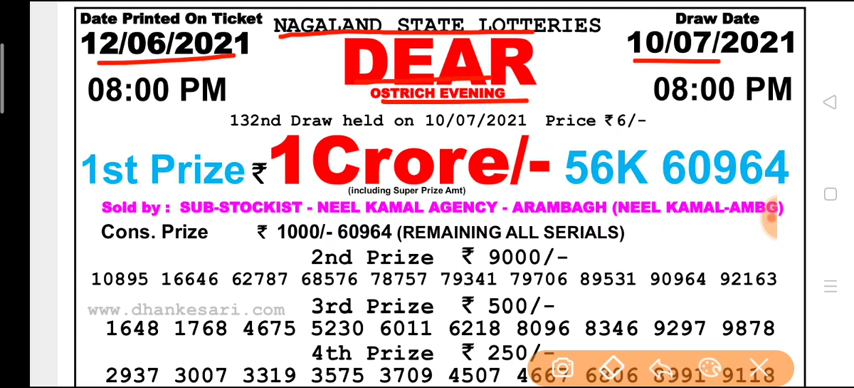 Date Printed On Ticket NAGALAND STATE LOTTERIES Draw Date
12/06/2021 DEAR 10/07/2021
08:00 PM OSTRICH EVENING 08:00 PM
132nd Draw held on 10/07/2021 Price ₹6/-
1st Prize ₹1Crore/- 56K 60964
(including Super Prize Amt)
Sold by : SUB-STOCKIST - NEEL KAMAL AGENCY - ARAMBAGH (NEEL KAMAL-AMBG)
Cons. Prize ₹ 1000/- 60964 (REMAINING ALL SERIALS)
2nd Prize ₹ 9000/-
10895 16646 62787 68576 78757 79341 79706 89531 90964 92163
www.dhankesari.com 3rd Prize ₹ 500/-
1648 1768 4675 5230 6011 6218 8096 8346 9297 9878
4th Prize ₹ 250/-
2937 3007 3319 3575 3709 4507 4667 6806 8991 9113